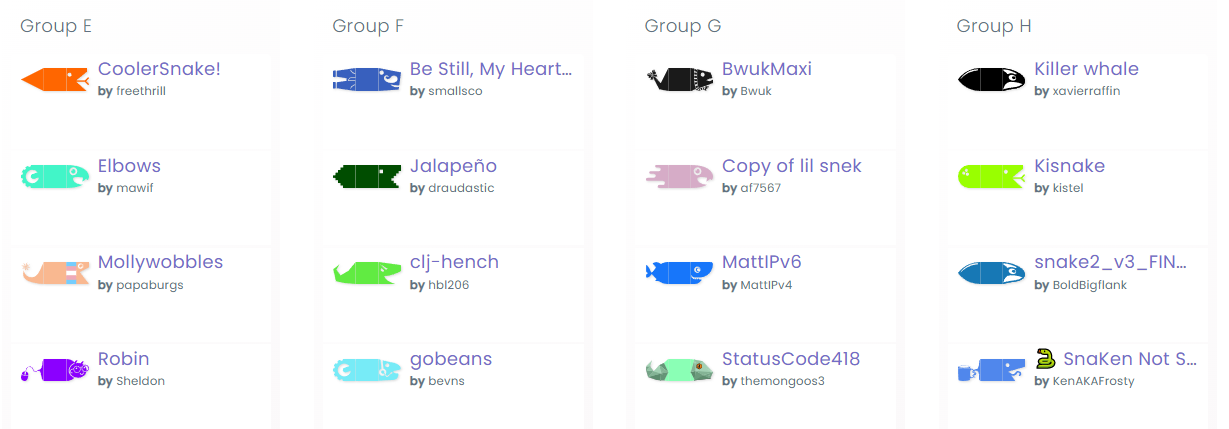 Group E
CoolerSnake!
by freethrill
Elbows
by mawif
Mollywobbles
by papaburgs
Robin
by Sheldon
Group F
Be Still, My Heart...
by smallsco
Jalapeño
by draudastic
clj-hench
by hbl206
gobeans
by bevns
Group G
BwukMaxi
by Bwuk
Copy of lil snek
by af7567
MattIPv6
by MattIPv4
StatusCode418
by themongoos3
Group H
Killer whale
by xavierraffin
Kisnake
by kistel
snake2_v3_FIN...
by BoldBigflank
🐍 SnaKen Not S...
by KenAKAFrosty